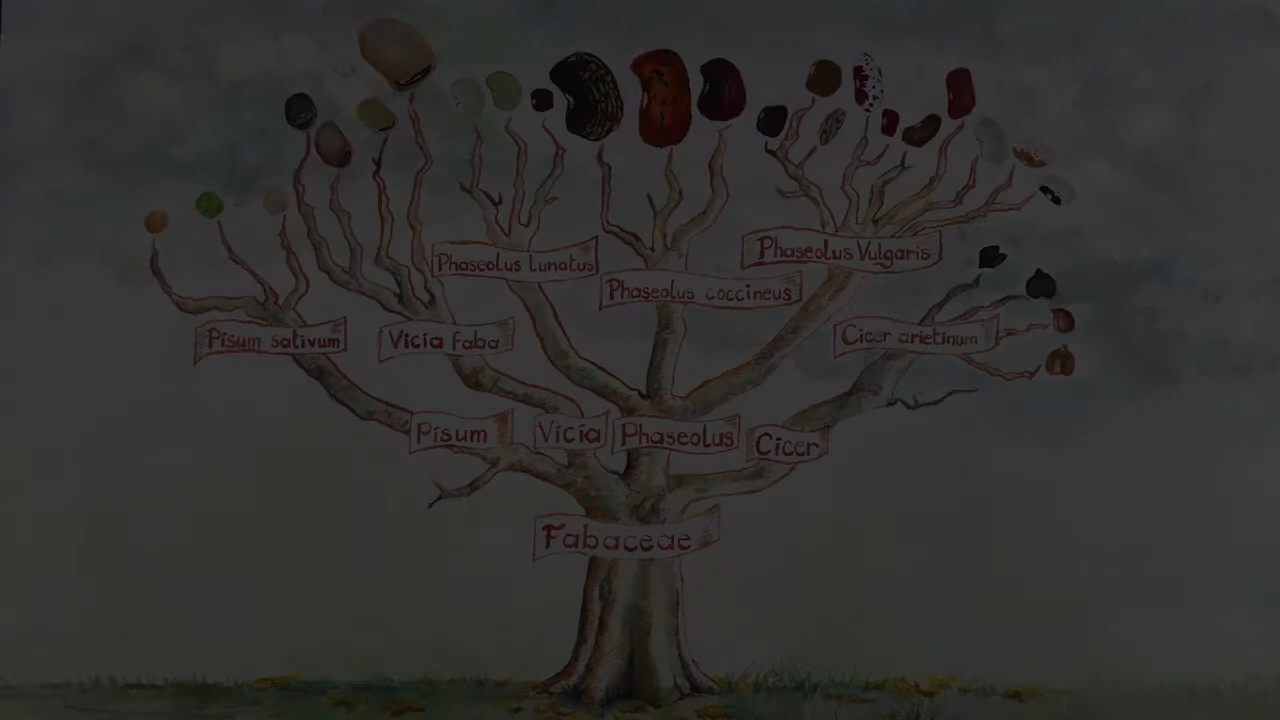 Phaseolus Vulgaris
Phaseolus Lunatus
Phaseolus coccineus
Pisum sativum
Vicia faba
Cicer arietinum
Pisum
Vicia
Phaseolus
Cicer
Fabaceae